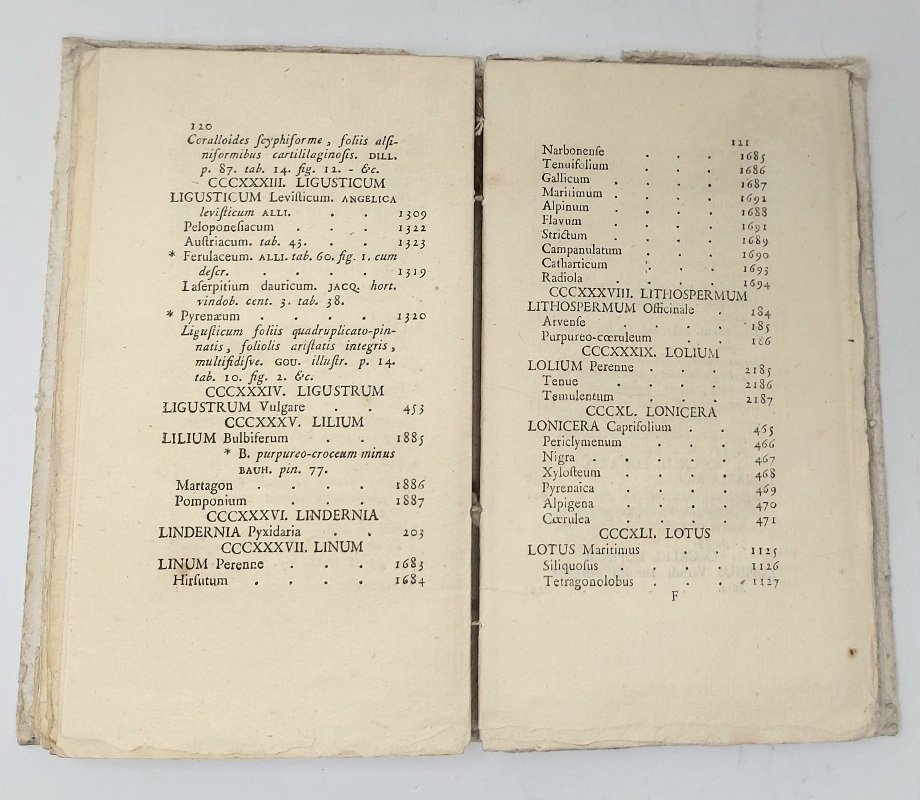 120
Coralloides ſcyphiforme, foliis alſi-
niformibus cartililaginoſis. DILL.
p. 87. tab. 14. fig. 12. - &c.
CCCXXXIII. LIGUSTICUM
LIGUSTICUM Leviſticum. ANGELICA
leviſticum ALLI. . . 1309
Peloponeſiacum . . . 1322
Auſtriacum. tab. 43. . . 1323
* Ferulaceum. ALLI. tab. 60. fig. 1. cum
deſcr. . . . . 1319
Laſerpitium dauricum. JACQ. hort.
vindob. cent. 3. tab. 38.
* Pyrenæum . . . . 1320
Liguſticum foliis quadruplicato-pin-
natis, foliolis ariſtatis integris,
multifidiſve. GOU. illuſtr. p. 14.
tab. 10. fig. 2. &c.
CCCXXXIV. LIGUSTRUM
LIGUSTRUM Vulgare . . 453
CCCXXXV. LILIUM
LILIUM Bulbiferum . . 1885
* B. purpureo-croceum minus
BAUH. pin. 77.
Martagon . . . . 1886
Pomponium . . . 1887
CCCXXXVI. LINDERNIA
LINDERNIA Pyxidaria . . 203
CCCXXXVII. LINUM
LINUM Perenne . . . 1683
Hirſutum . . . . 1684
121
Narbonenſe . . . 1685
Tenuifolium . . . 1686
Gallicum . . . . 1687
Maritimum . . . . 1692
Alpinum . . . . 1688
Flavum . . . . 1691
Strictum . . . . 1689
Campanulatum . . . 1690
Catharticum . . . 1693
Radiola . . . . 1694
CCCXXXVIII. LITHOSPERMUM
LITHOSPERMUM Officinale . 184
Arvenſe . . . . 185
Purpureo-cœruleum . . 186
CCCXXXIX. LOLIUM
LOLIUM Perenne . . . 2185
Tenue . . . . 2186
Temulentum . . . 2187
CCCXL. LONICERA
LONICERA Caprifolium . . 465
Periclymenum . . . 466
Nigra . . . . . 467
Xyloſteum . . . . 468
Pyrenaica . . . . 469
Alpigena . . . . 470
Cœrulea . . . . 471
CCCXLI. LOTUS
LOTUS Maritimus . . 1125
Siliquoſus . . . . 1126
Tetragonolobus . . . 1127
F